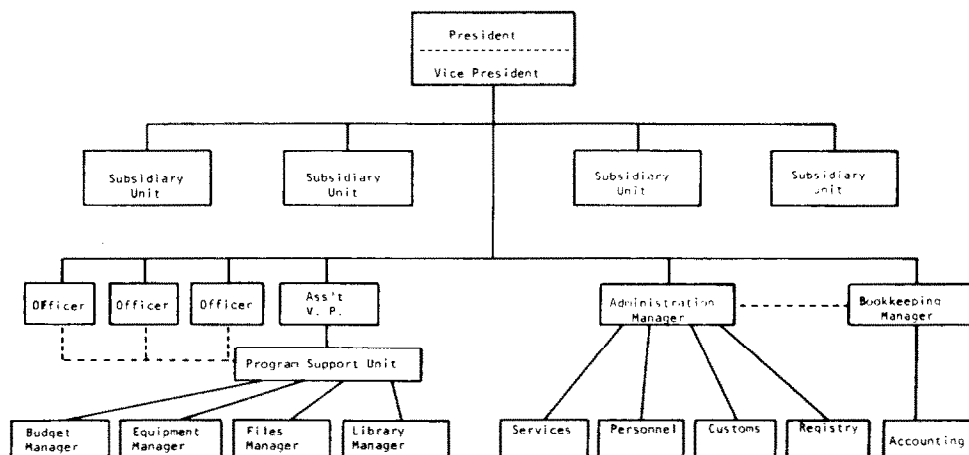 President
Vice President
Subsidiary
Unit
Subsidiary
Unit
Subsidiary
Unit
Subsidiary
Unit
Officer
Officer
Officer
Ass't
V. P.
Administration
Manager
Bookkeeping
Manager
Program Support Unit
Budget
Manager
Equipment
Manager
Files
Manager
Library
Manager
Services
Personnel
Customs
Registry
Accounting